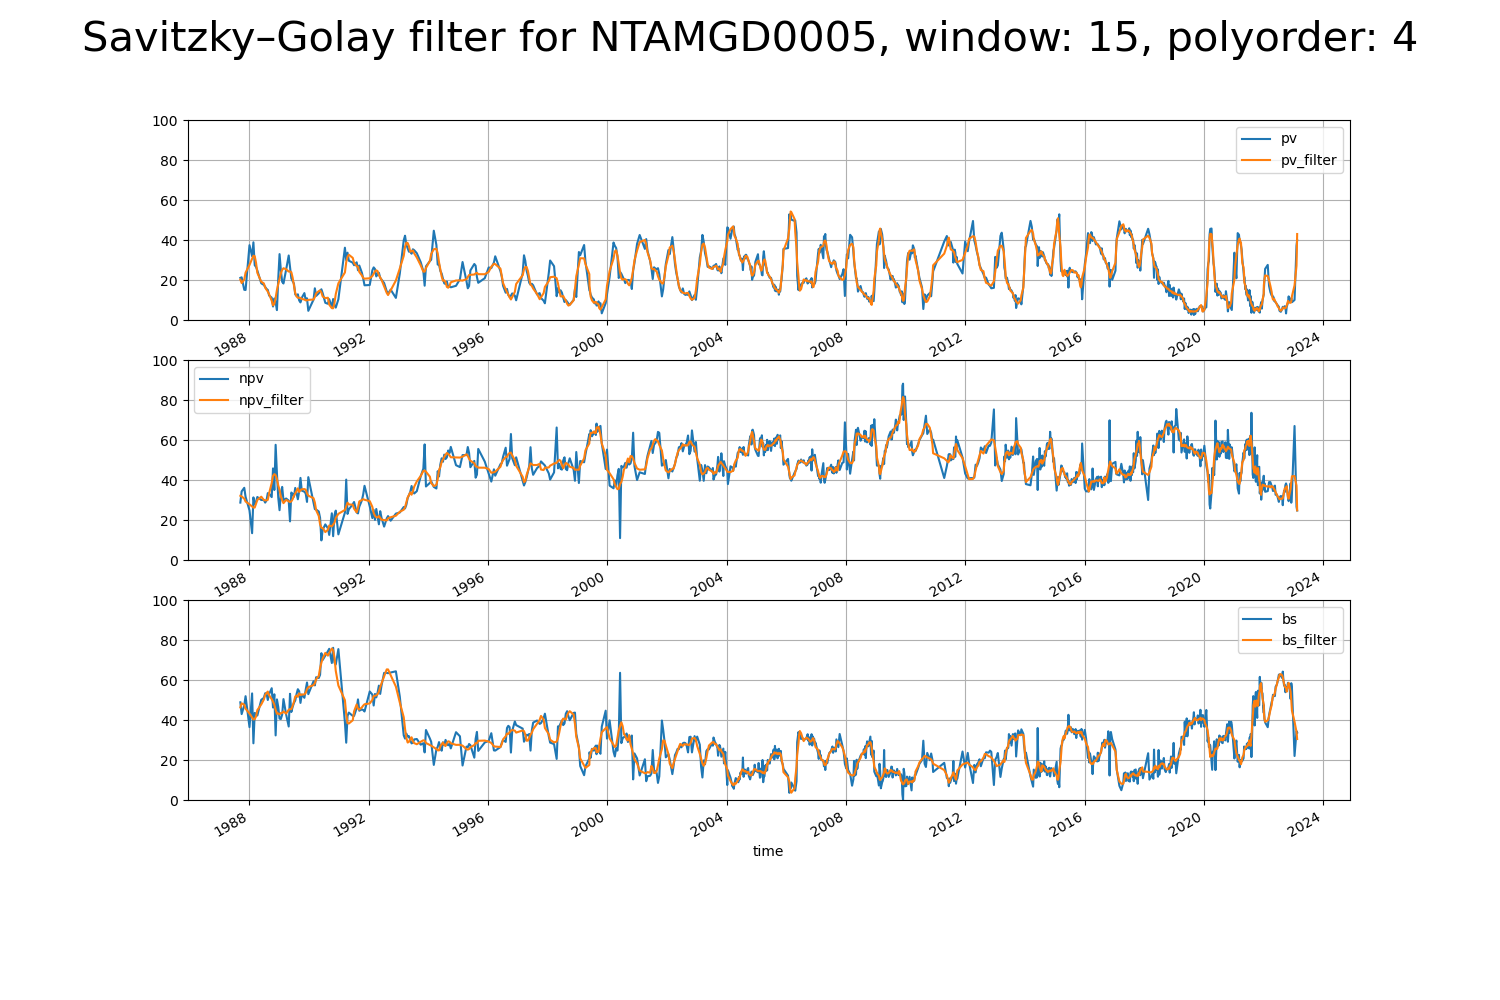 Savitzky–Golay filter for NTAMGD0005, window: 15, polyorder: 4
100
80
60
40
20
0
pv
pv_filter
1988 1992 1996 2000 2004 2008 2012 2016 2020 2024
100
80
60
40
20
0
npv
npv_filter
1988 1992 1996 2000 2004 2008 2012 2016 2020 2024
100
80
60
40
20
0
bs
bs_filter
1988 1992 1996 2000 2004 2008 2012 2016 2020 2024
time